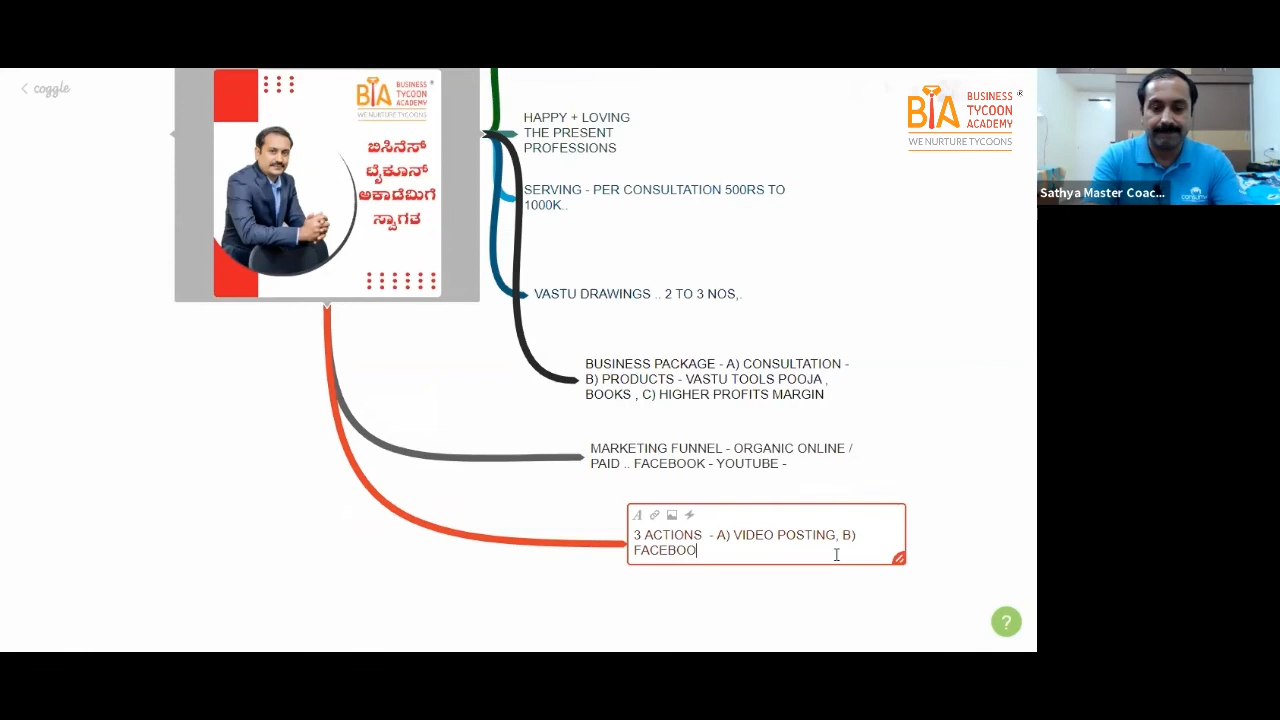 coggle
BUSINESS
TYCOON
ACADEMY
WE NURTURE TYCOONS
ಬಿಸಿನೆಸ್
ಟೈಕೂನ್
ಅಕಾಡೆಮಿಗೆ
ಸ್ವಾಗತ
HAPPY + LOVING
THE PRESENT
PROFESSIONS
SERVING - PER CONSULTATION 500RS TO
1000K..
VASTU DRAWINGS .. 2 TO 3 NOS,.
BUSINESS PACKAGE - A) CONSULTATION -
B) PRODUCTS - VASTU TOOLS POOJA ,
BOOKS , C) HIGHER PROFITS MARGIN
MARKETING FUNNEL - ORGANIC ONLINE /
PAID .. FACEBOOK - YOUTUBE -
3 ACTIONS - A) VIDEO POSTING, B)
FACEBOO
?
BTA
BUSINESS
TYCOON
ACADEMY
®
WE NURTURE TYCOONS
Sathya Master Coac...